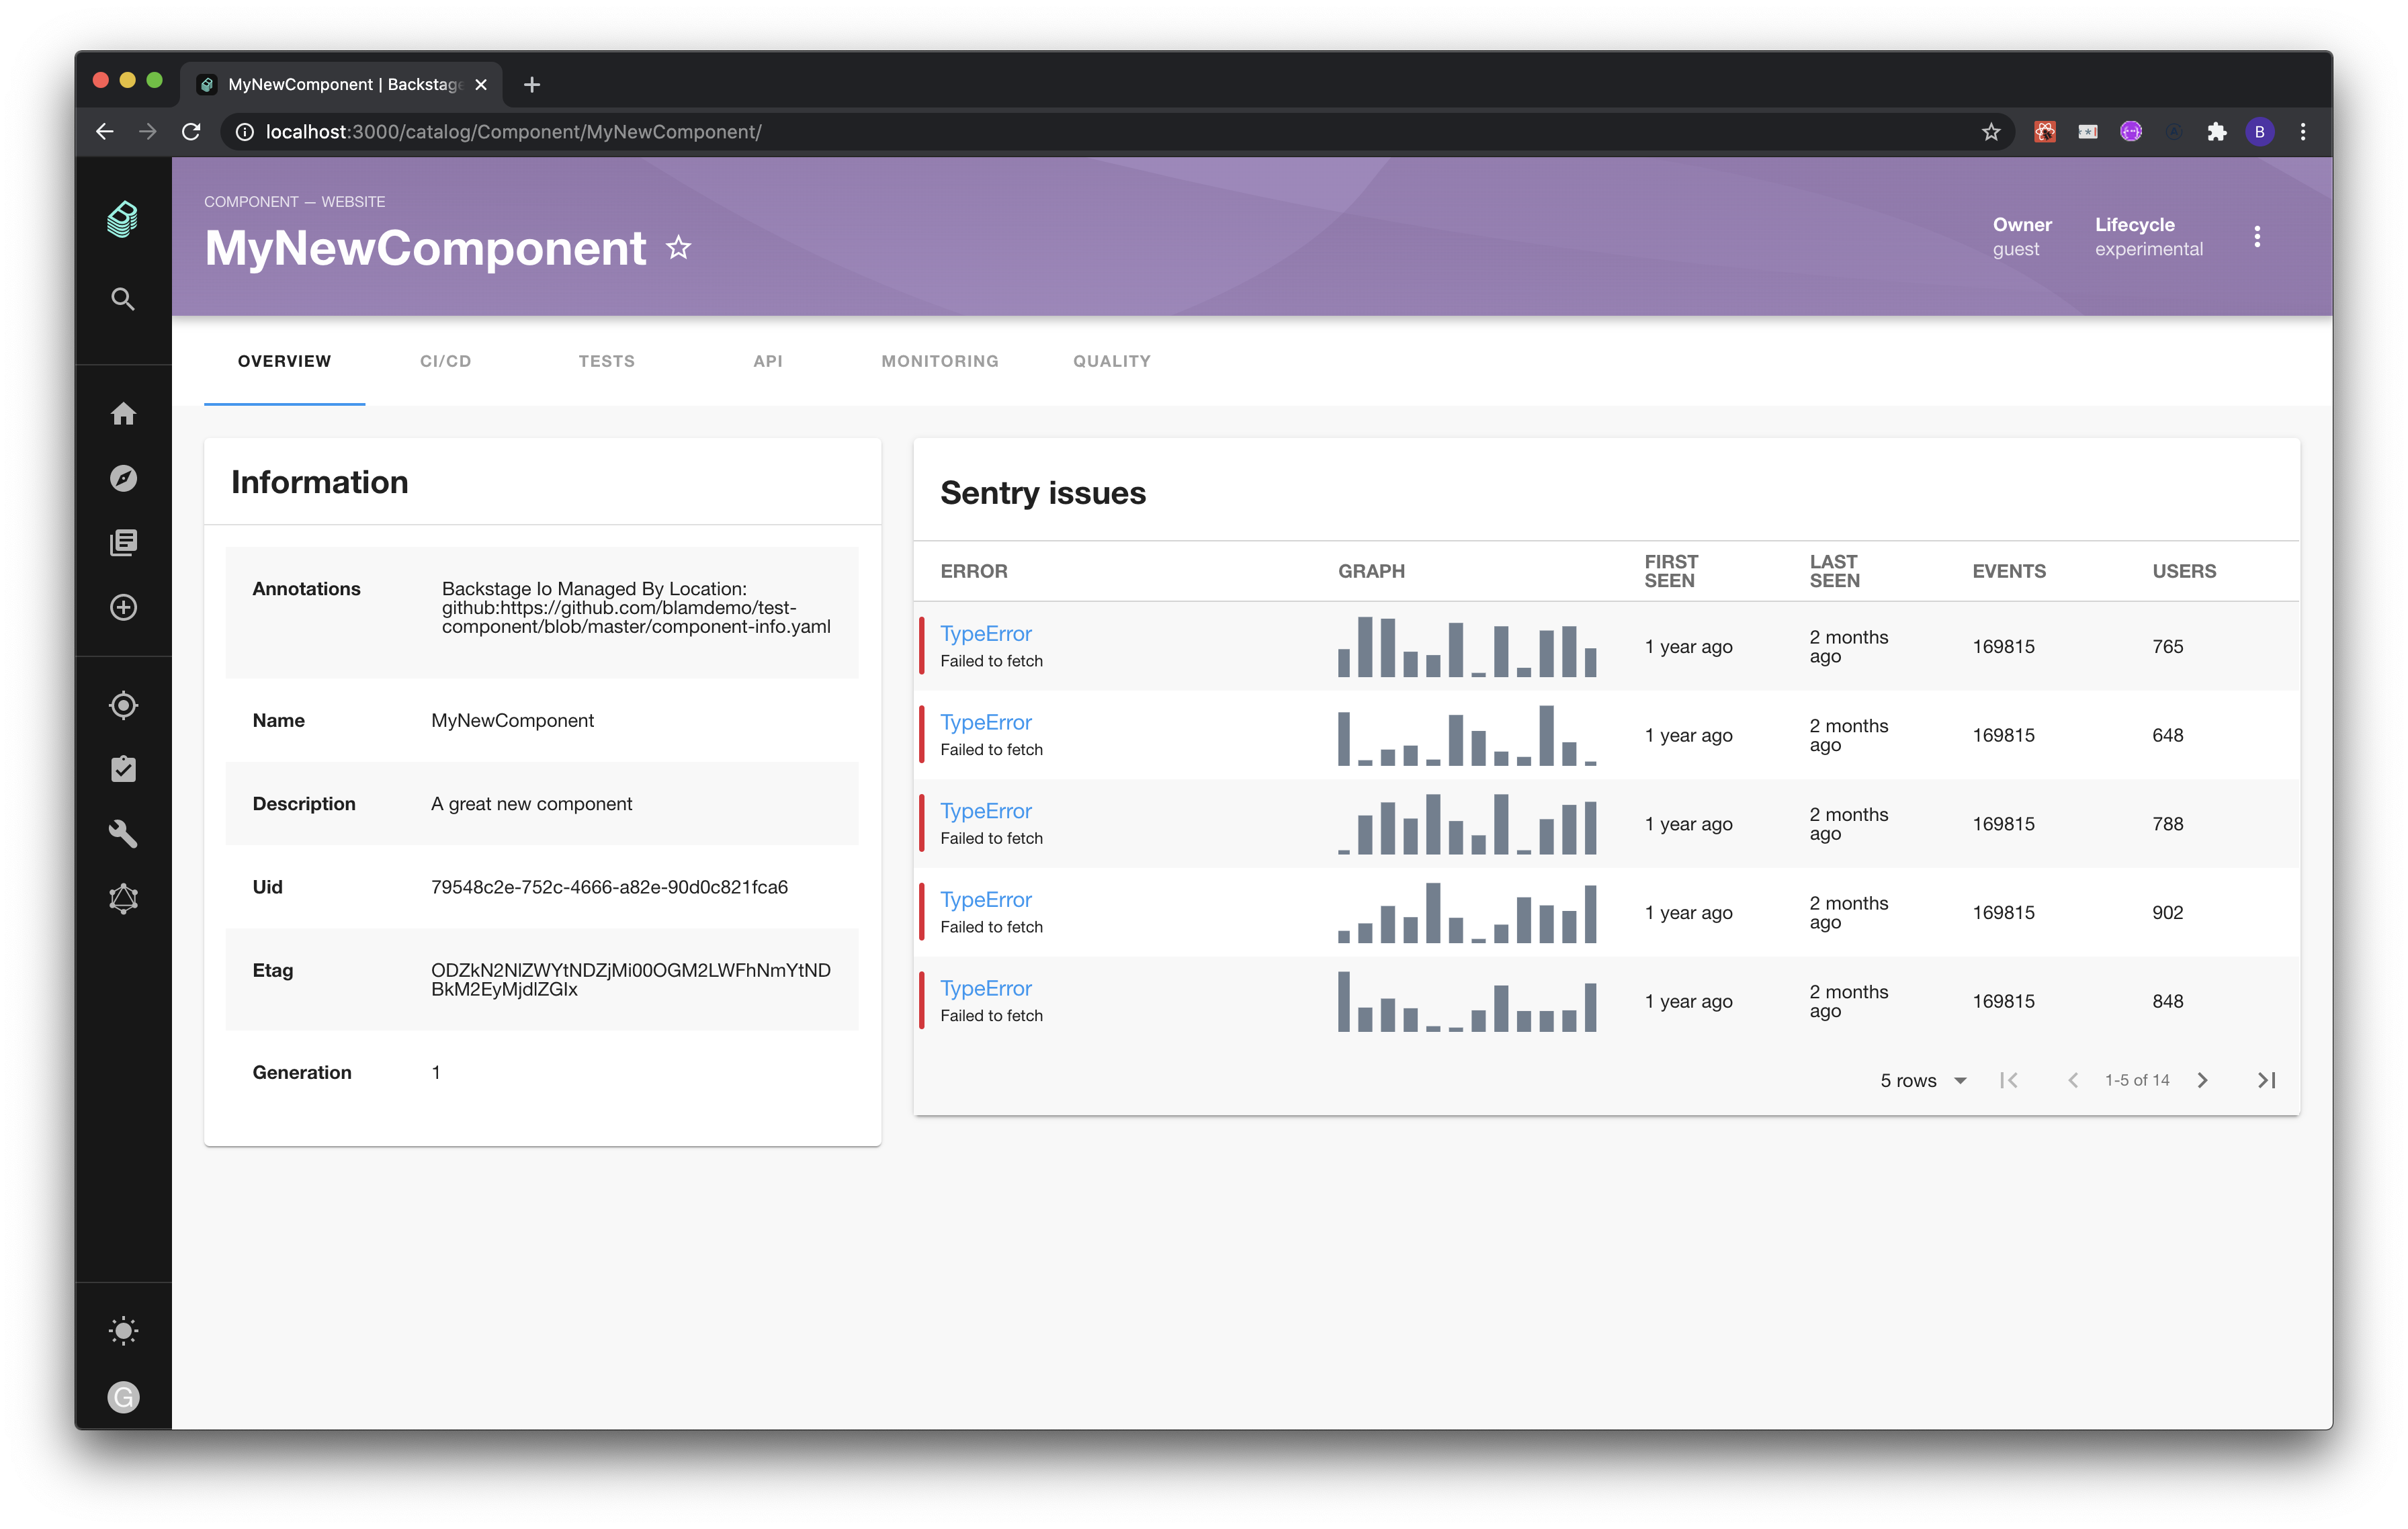 MyNewComponent | Backstage
localhost:3000/catalog/Component/MyNewComponent/
B
COMPONENT — WEBSITE
MyNewComponent
Owner
guest
Lifecycle
experimental
OVERVIEW CI/CD TESTS API MONITORING QUALITY
Information
Annotations
Backstage Io Managed By Location:
github:https://github.com/blamdemo/test-
component/blob/master/component-info.yaml
Name MyNewComponent
Description A great new component
Uid 79548c2e-752c-4666-a82e-90d0c821fca6
Etag
ODZkN2NlZWYtNDZjMi00OGM2LWFhNmYtND
BkM2EyMjdlZGIx
Generation 1
Sentry issues
ERROR GRAPH FIRST SEEN LAST SEEN EVENTS USERS
TypeError
Failed to fetch
1 year ago 2 months ago 169815 765
TypeError
Failed to fetch
1 year ago 2 months ago 169815 648
TypeError
Failed to fetch
1 year ago 2 months ago 169815 788
TypeError
Failed to fetch
1 year ago 2 months ago 169815 902
TypeError
Failed to fetch
1 year ago 2 months ago 169815 848
5 rows 1-5 of 14
G